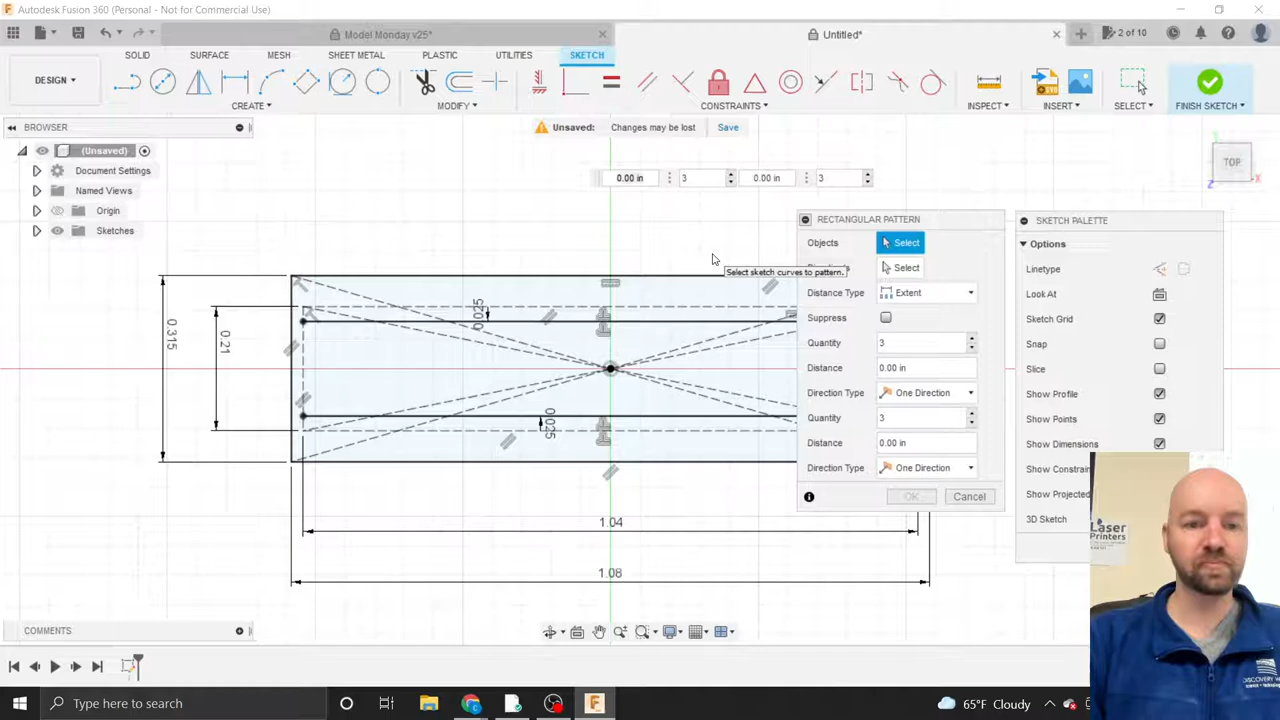 Autodesk Fusion 360 (Personal - Not for Commercial Use)
Model Monday v25*
Untitled*
2 of 10
SOLID SURFACE MESH SHEET METAL PLASTIC UTILITIES SKETCH
DESIGN
CREATE MODIFY CONSTRAINTS INSPECT INSERT SELECT FINISH SKETCH
BROWSER
Unsaved: Changes may be lost Save
(Unsaved)
Document Settings
Named Views
Origin
Sketches
TOP
Z
X
0.00 in 3 0.00 in 3
RECTANGULAR PATTERN
Objects Select
Select sketch curves to pattern.
Select
Distance Type Extent
Suppress
Quantity 3
Distance 0.00 in
Direction Type One Direction
Quantity 3
Distance 0.00 in
Direction Type One Direction
OK Cancel
SKETCH PALETTE
Options
Linetype
Look At
Sketch Grid
Snap
Slice
Show Profile
Show Points
Show Dimensions
Show Constrain
Show Projected
3D Sketch
0.315
0.21
0.025
0.025
1.04
1.08
Laser
Printers
COMMENTS
Type here to search
65°F Cloudy